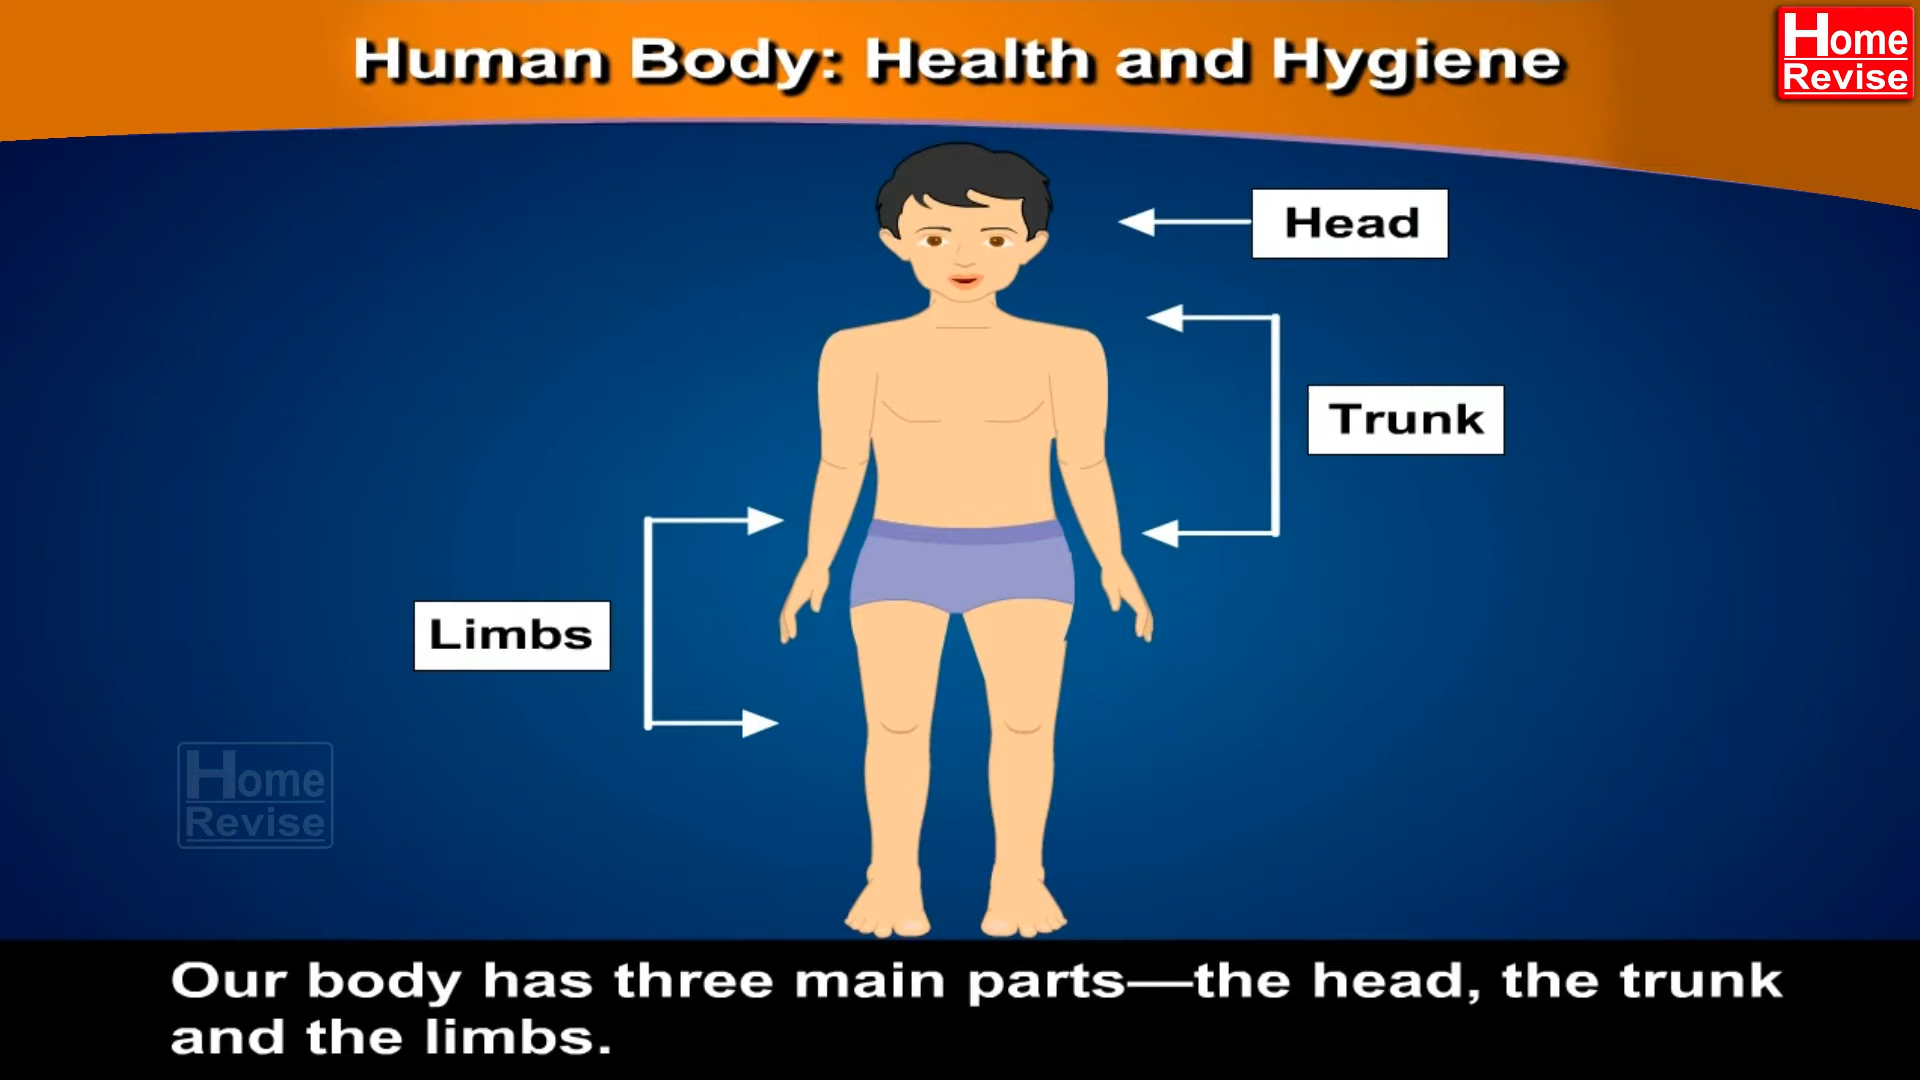 Human Body: Health and Hygiene
Home
Revise
Head
Trunk
Limbs
Home
Revise
Our body has three main parts—the head, the trunk
and the limbs.